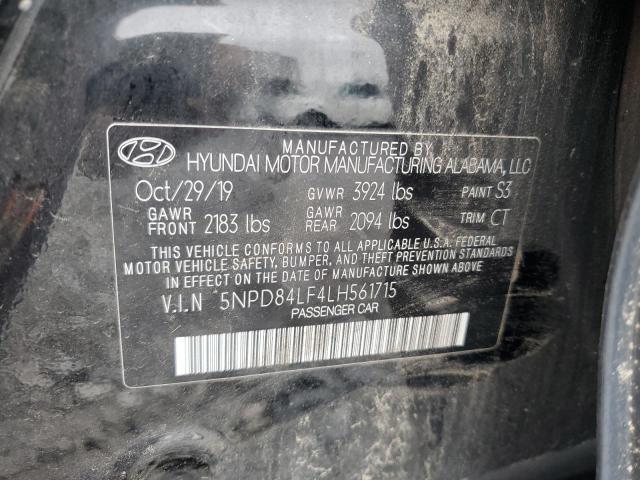 MANUFACTURED BY
HYUNDAI MOTOR MANUFACTURING ALABAMA, LLC
Oct/29/19 GVWR 3924 lbs PAINT S3
GAWR FRONT 2183 lbs GAWR REAR 2094 lbs TRIM CT
THIS VEHICLE CONFORMS TO ALL APPLICABLE U.S.A. FEDERAL
MOTOR VEHICLE SAFETY, BUMPER, AND THEFT PREVENTION STANDARDS
IN EFFECT ON THE DATE OF MANUFACTURE SHOWN ABOVE.
V.I.N 5NPD84LF4LH561715
PASSENGER CAR